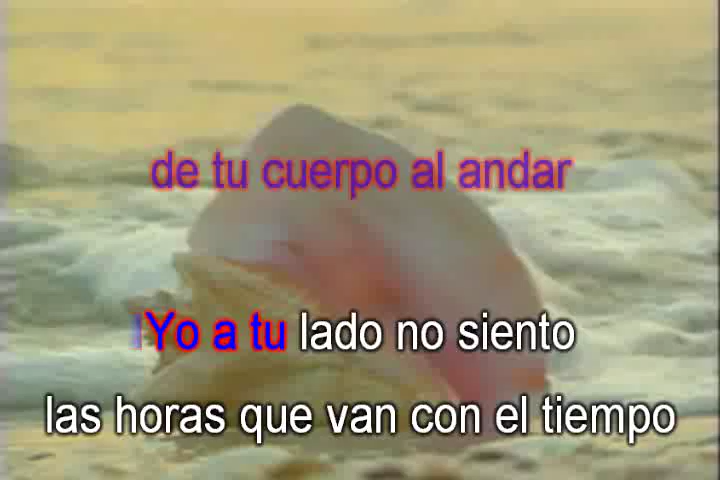 de tu cuerpo al andar
Yo a tu lado no siento
las horas que van con el tiempo